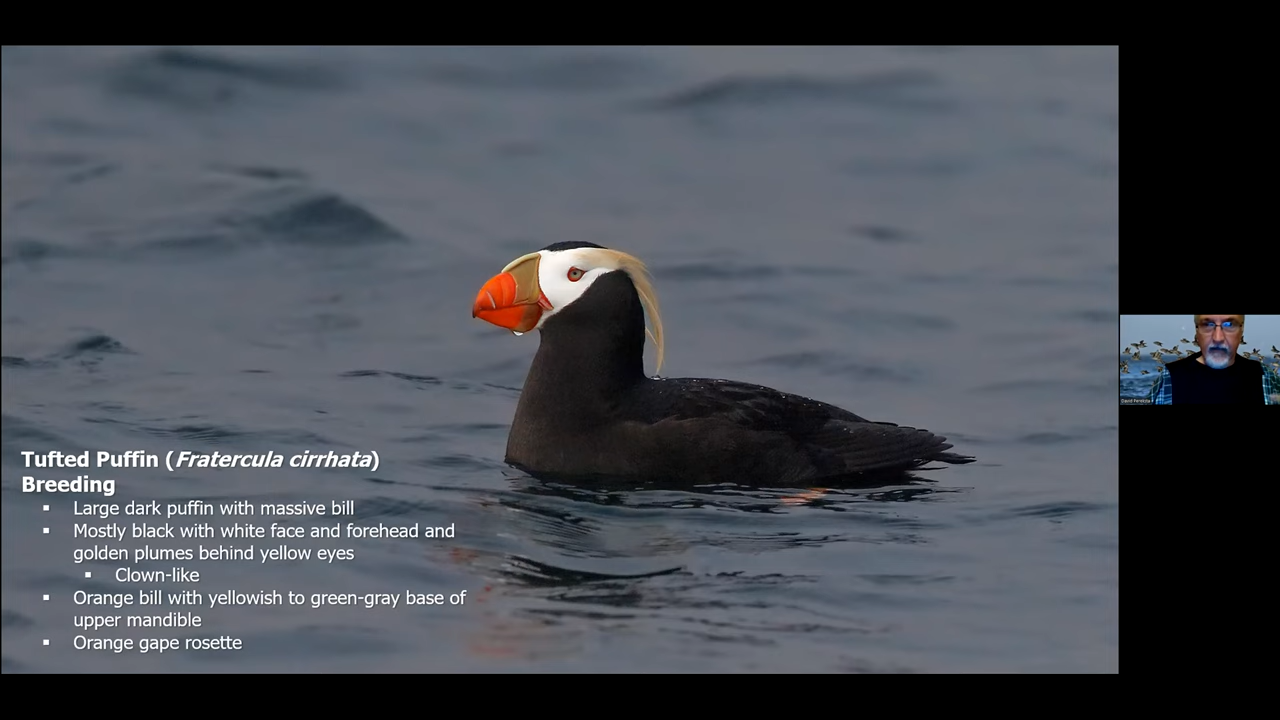 Tufted Puffin (Fratercula cirrhata)
Breeding
▪ Large dark puffin with massive bill
▪ Mostly black with white face and forehead and
golden plumes behind yellow eyes
▪ Clown-like
▪ Orange bill with yellowish to green-gray base of
upper mandible
▪ Orange gape rosette
David